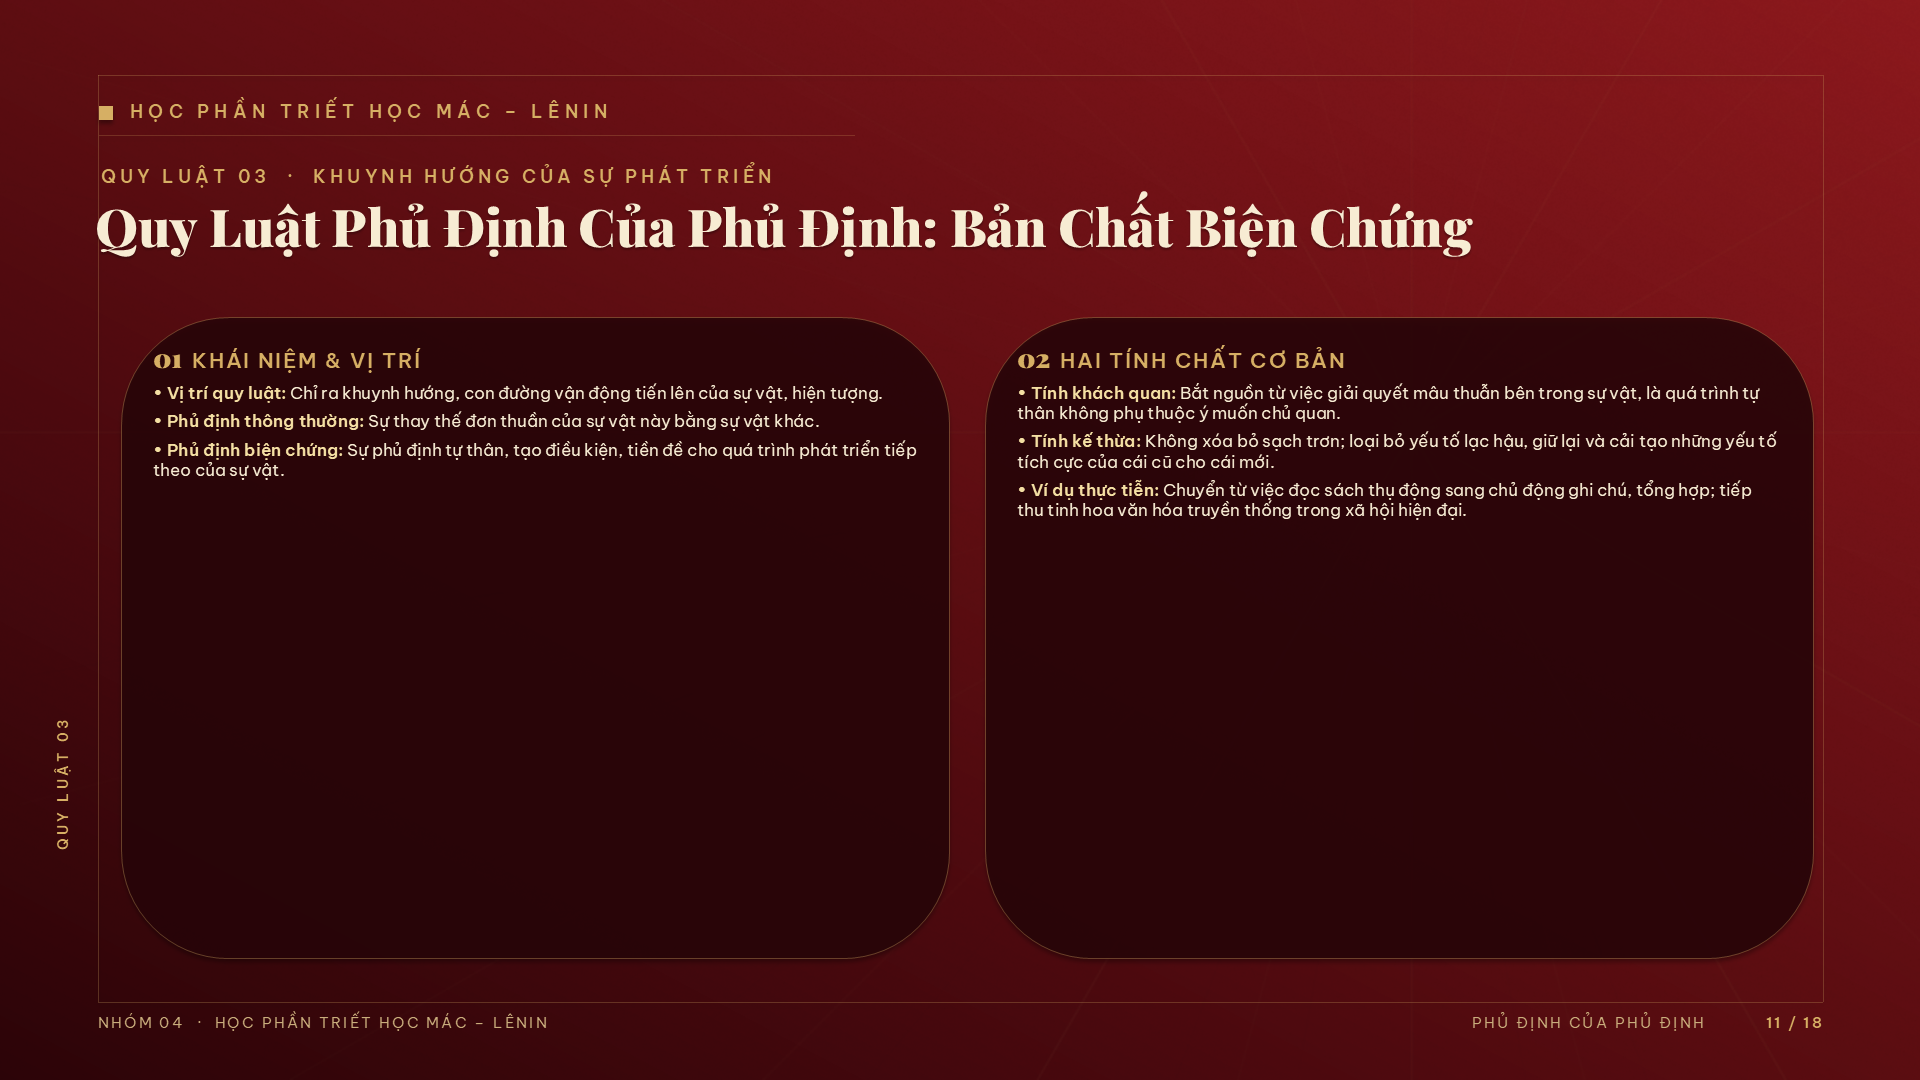 HỌC PHẦN TRIẾT HỌC MÁC – LÊNIN
QUY LUẬT 03 · KHUYNH HƯỚNG CỦA SỰ PHÁT TRIỂN
Quy Luật Phủ Định Của Phủ Định: Bản Chất Biện Chứng
01 KHÁI NIỆM & VỊ TRÍ
• Vị trí quy luật: Chỉ ra khuynh hướng, con đường vận động tiến lên của sự vật, hiện tượng.
• Phủ định thông thường: Sự thay thế đơn thuần của sự vật này bằng sự vật khác.
• Phủ định biện chứng: Sự phủ định tự thân, tạo điều kiện, tiền đề cho quá trình phát triển tiếp
theo của sự vật.
02 HAI TÍNH CHẤT CƠ BẢN
• Tính khách quan: Bắt nguồn từ việc giải quyết mâu thuẫn bên trong sự vật, là quá trình tự
thân không phụ thuộc ý muốn chủ quan.
• Tính kế thừa: Không xóa bỏ sạch trơn; loại bỏ yếu tố lạc hậu, giữ lại và cải tạo những yếu tố
tích cực của cái cũ cho cái mới.
• Ví dụ thực tiễn: Chuyển từ việc đọc sách thụ động sang chủ động ghi chú, tổng hợp; tiếp
thu tinh hoa văn hóa truyền thống trong xã hội hiện đại.
QUY LUẬT 03
NHÓM 04 · HỌC PHẦN TRIẾT HỌC MÁC – LÊNIN
PHỦ ĐỊNH CỦA PHỦ ĐỊNH
11 / 18